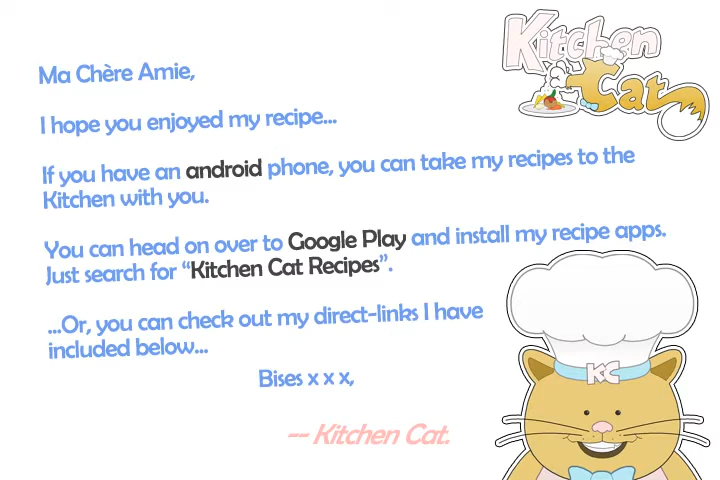 Kitchen
Cat
Ma Chère Amie,
I hope you enjoyed my recipe...
If you have an android phone, you can take my recipes to the
Kitchen with you.
You can head on over to Google Play and install my recipe apps.
Just search for “Kitchen Cat Recipes”.
...Or, you can check out my direct-links I have
included below...
Bises x x x,
-- Kitchen Cat.
KC